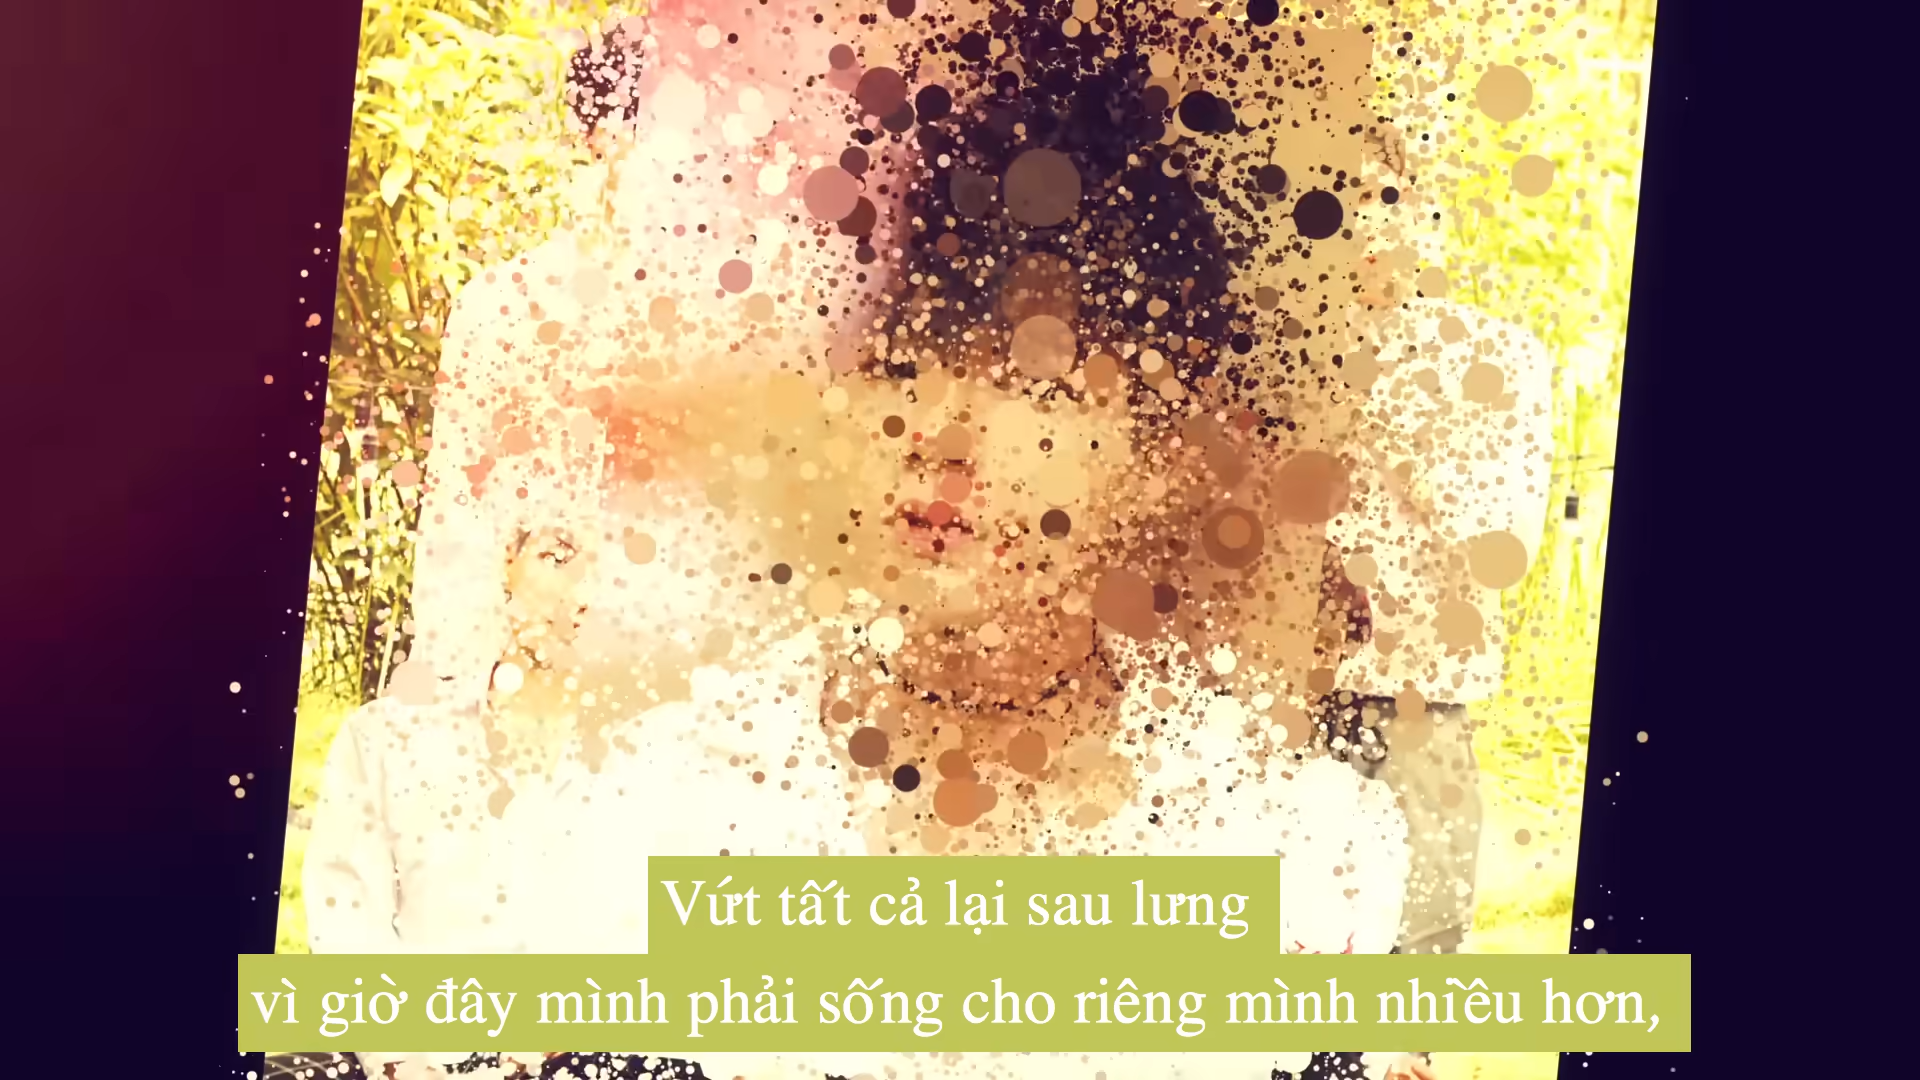 Vứt tất cả lại sau lưng
vì giờ đây mình phải sống cho riêng mình nhiều hơn,